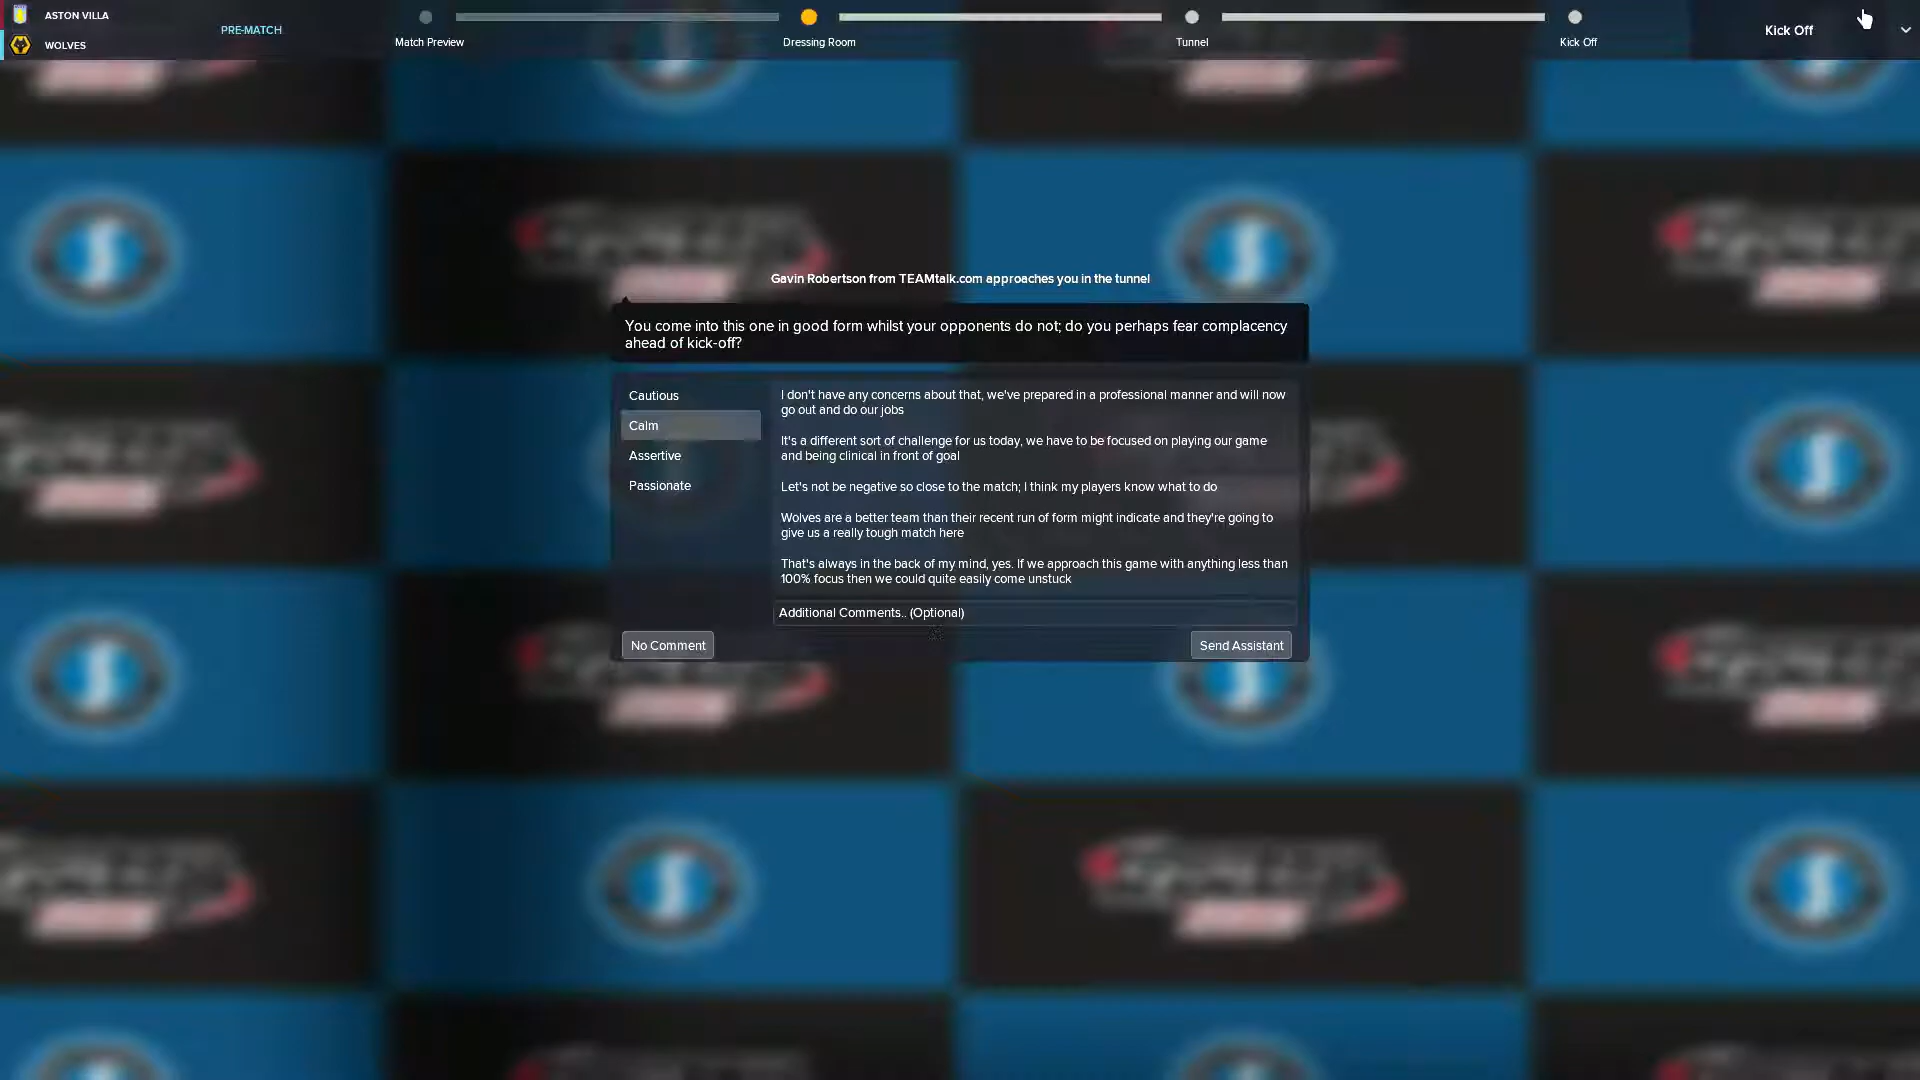 ASTON VILLA
WOLVES
PRE-MATCH
Match Preview
Dressing Room
Tunnel
Kick Off
Kick Off
Gavin Robertson from TEAMtalk.com approaches you in the tunnel
You come into this one in good form whilst your opponents do not; do you perhaps fear complacency
ahead of kick-off?
Cautious
Calm
Assertive
Passionate
I don't have any concerns about that, we've prepared in a professional manner and will now
go out and do our jobs
It's a different sort of challenge for us today, we have to be focused on playing our game
and being clinical in front of goal
Let's not be negative so close to the match; I think my players know what to do
Wolves are a better team than their recent run of form might indicate and they're going to
give us a really tough match here
That's always in the back of my mind, yes. If we approach this game with anything less than
100% focus then we could quite easily come unstuck
Additional Comments.. (Optional)
No Comment
Send Assistant